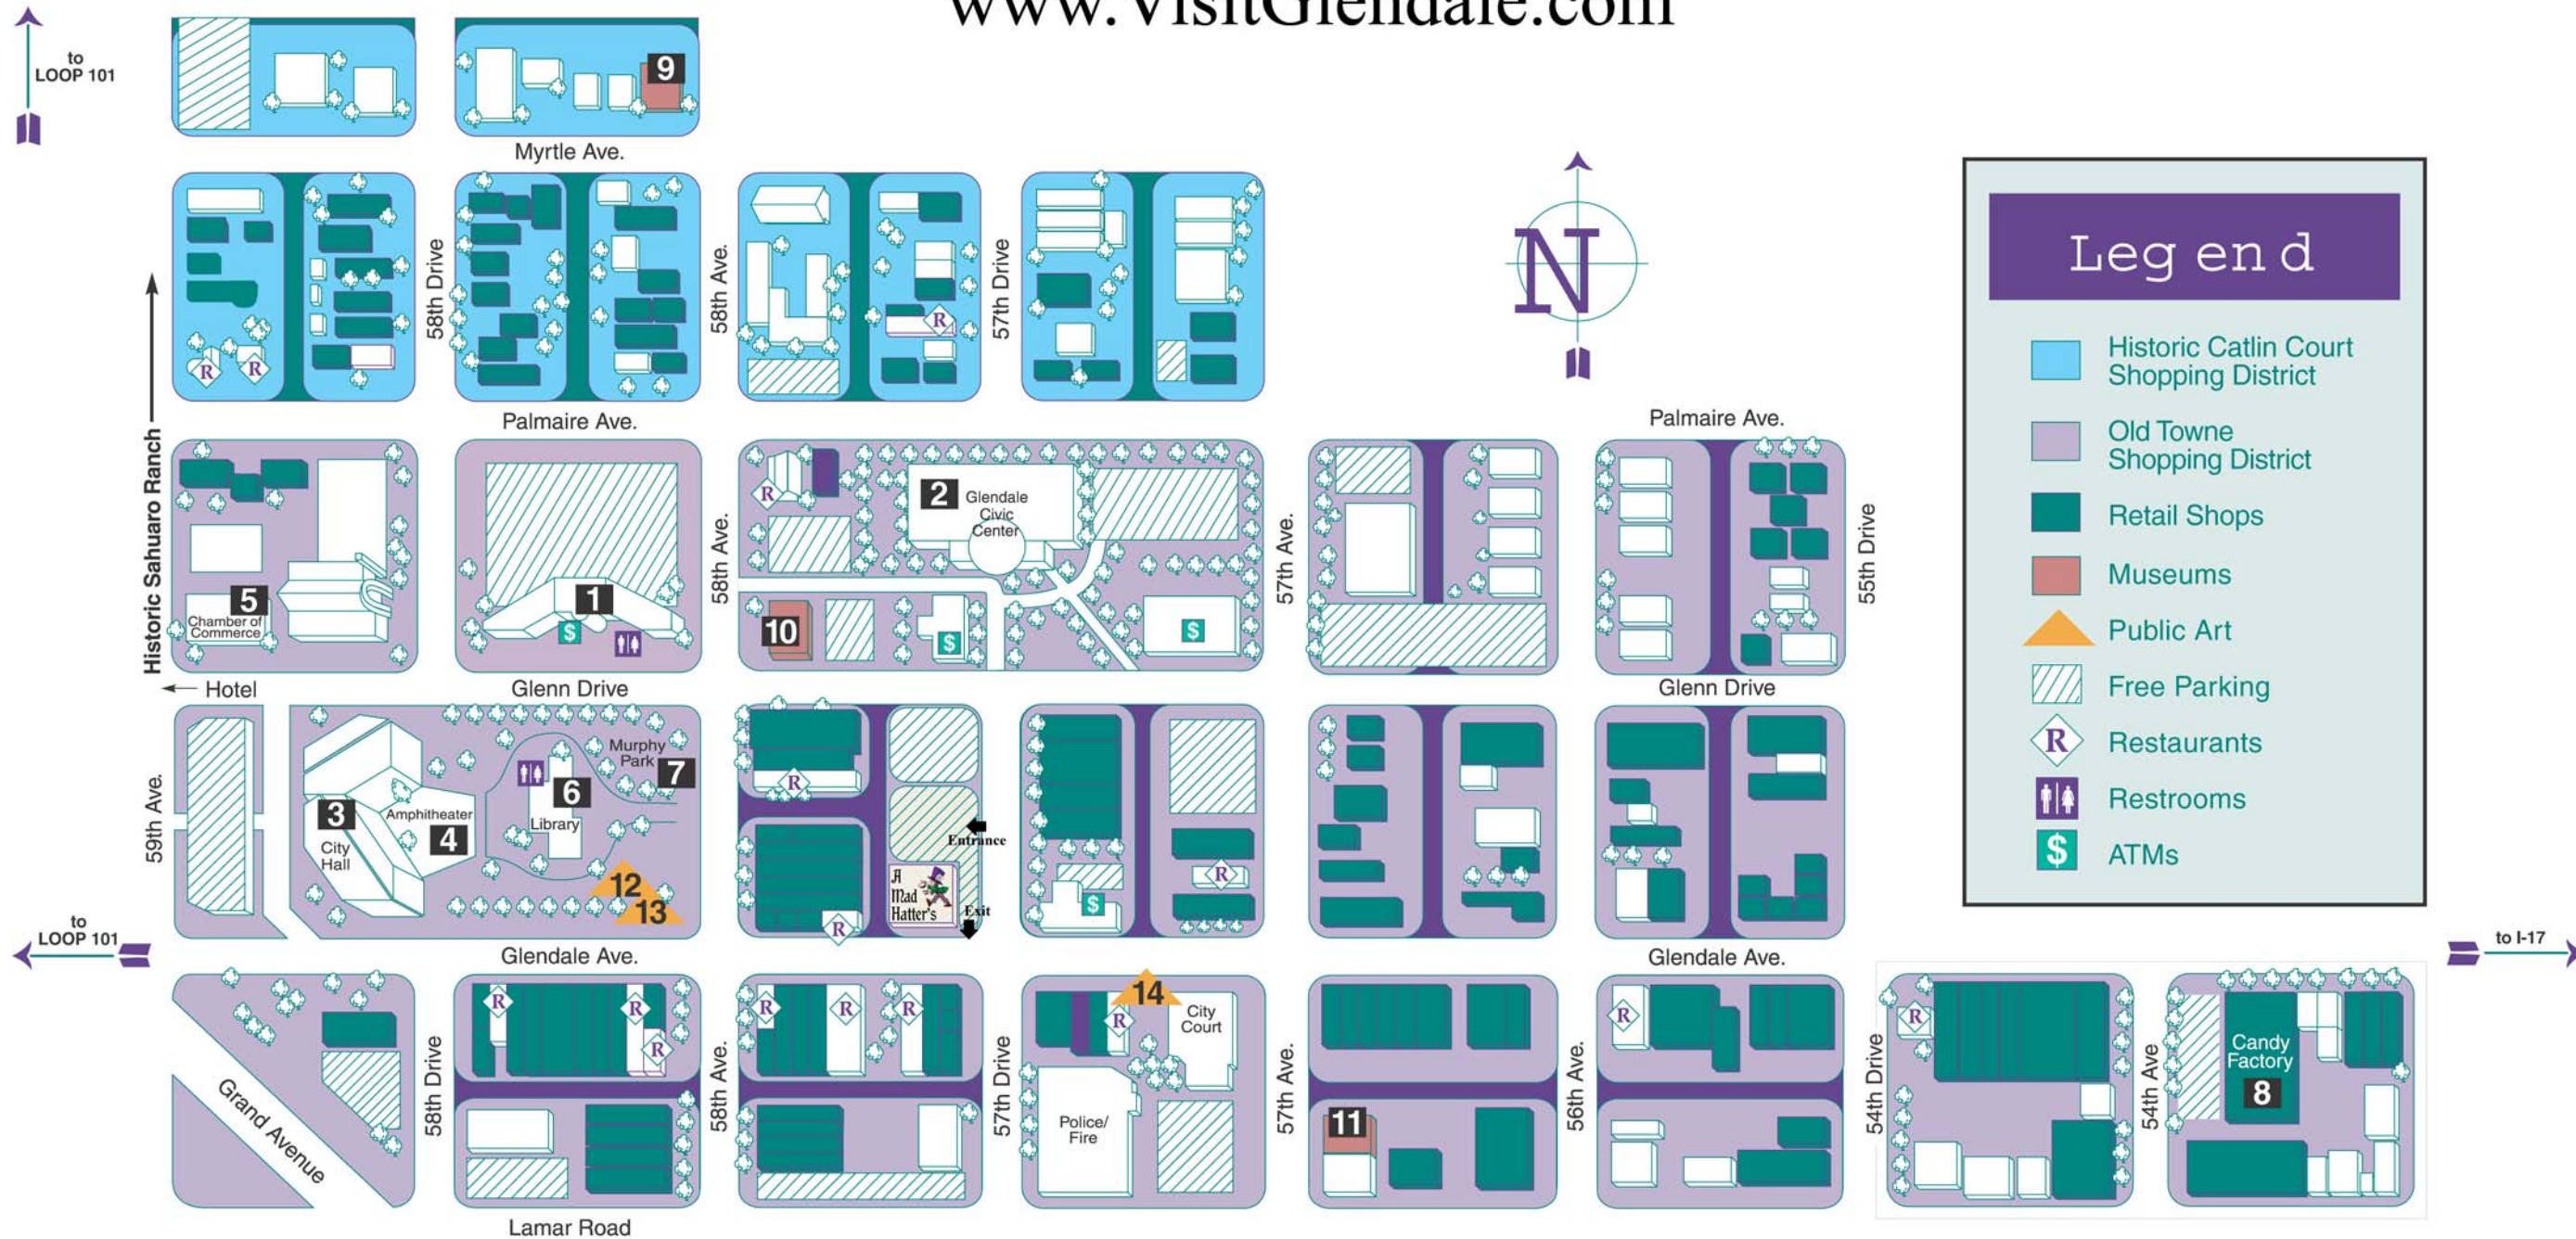 www.VisitGlendale.com
to
LOOP 101
9
Myrtle Ave.
58th Drive
58th Ave.
57th Drive
R
R
R
N
Historic Sahuaro Ranch
Palmaire Ave.
Palmaire Ave.
5
Chamber of
Commerce
1
$
58th Ave.
R
2
Glendale
Civic
Center
10
$
$
57th Ave.
55th Drive
Hotel
Glenn Drive
Glenn Drive
59th Ave.
3
City
Hall
Amphitheater
4
6
Library
Murphy
Park
7
12
13
R
R
Entrance
A
Mad
Hatter's
Exit
$
R
to
LOOP 101
Glendale Ave.
Glendale Ave.
to I-17
Grand Avenue
58th Drive
R
R
R
58th Ave.
R
R
R
57th Drive
14
R
City
Court
Police/
Fire
57th Ave.
11
56th Ave.
R
54th Drive
R
54th Ave
Candy
Factory
8
Lamar Road
Legend
Historic Catlin Court
Shopping District
Old Towne
Shopping District
Retail Shops
Museums
Public Art
Free Parking
R
Restaurants
Restrooms
$
ATMs